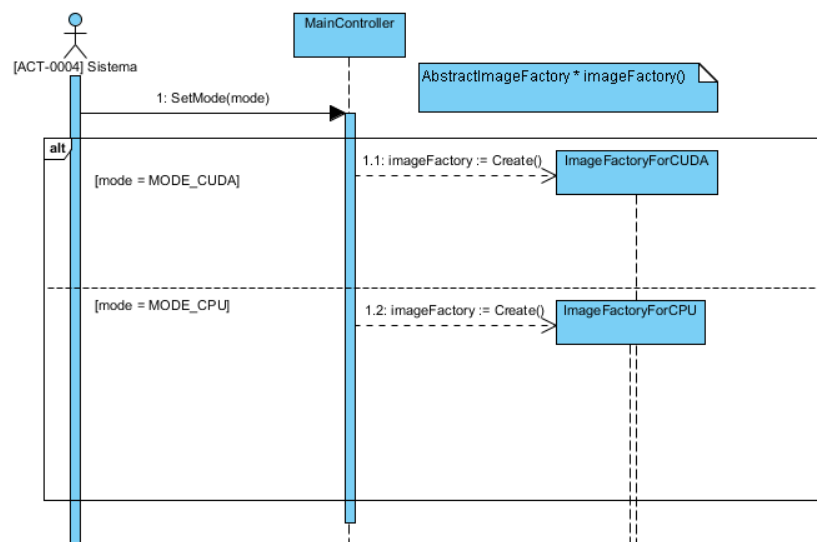 MainController
[ACT-0004] Sistema
AbstractImageFactory * imageFactory()
1: SetMode(mode)
alt
1.1: imageFactory := Create()
ImageFactoryForCUDA
[mode = MODE_CUDA]
[mode = MODE_CPU]
1.2: imageFactory := Create()
ImageFactoryForCPU